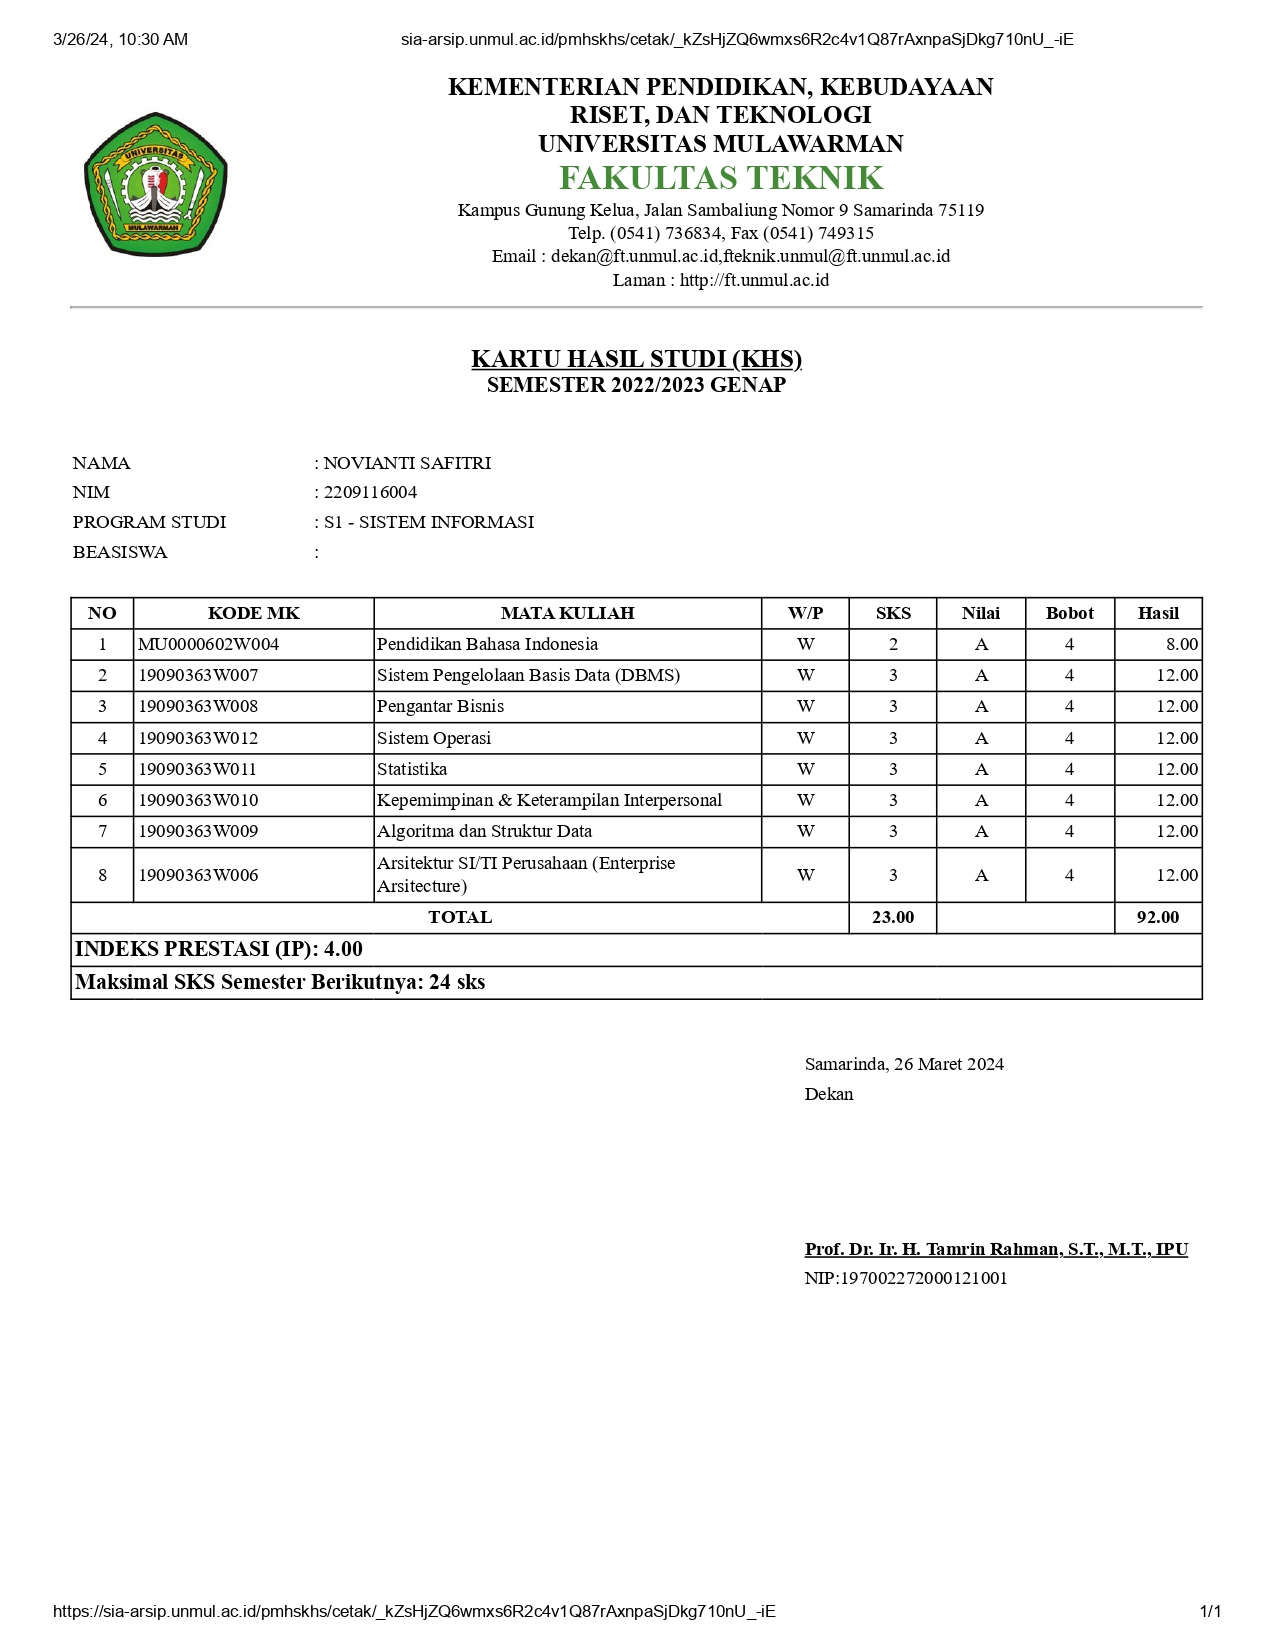 3/26/24, 10:30 AM sia-arsip.unmul.ac.id/pmhskhs/cetak/_kZsHjZQ6wmxs6R2c4v1Q87rAxnpaSjDkg710nU_-iE
KEMENTERIAN PENDIDIKAN, KEBUDAYAAN
RISET, DAN TEKNOLOGI
UNIVERSITAS MULAWARMAN
FAKULTAS TEKNIK
Kampus Gunung Kelua, Jalan Sambaliung Nomor 9 Samarinda 75119
Telp. (0541) 736834, Fax (0541) 749315
Email : dekan@ft.unmul.ac.id,fteknik.unmul@ft.unmul.ac.id
Laman : http://ft.unmul.ac.id
UNIVERSITAS
MULAWARMAN
KARTU HASIL STUDI (KHS)
SEMESTER 2022/2023 GENAP
NAMA : NOVIANTI SAFITRI
NIM : 2209116004
PROGRAM STUDI : S1 - SISTEM INFORMASI
BEASISWA :
NO KODE MK MATA KULIAH W/P SKS Nilai Bobot Hasil
1 MU0000602W004 Pendidikan Bahasa Indonesia W 2 A 4 8.00
2 19090363W007 Sistem Pengelolaan Basis Data (DBMS) W 3 A 4 12.00
3 19090363W008 Pengantar Bisnis W 3 A 4 12.00
4 19090363W012 Sistem Operasi W 3 A 4 12.00
5 19090363W011 Statistika W 3 A 4 12.00
6 19090363W010 Kepemimpinan & Keterampilan Interpersonal W 3 A 4 12.00
7 19090363W009 Algoritma dan Struktur Data W 3 A 4 12.00
8 19090363W006 Arsitektur SI/TI Perusahaan (Enterprise
Arsitecture) W 3 A 4 12.00
TOTAL 23.00 92.00
INDEKS PRESTASI (IP): 4.00
Maksimal SKS Semester Berikutnya: 24 sks
Samarinda, 26 Maret 2024
Dekan
Prof. Dr. Ir. H. Tamrin Rahman, S.T., M.T., IPU
NIP:197002272000121001
https://sia-arsip.unmul.ac.id/pmhskhs/cetak/_kZsHjZQ6wmxs6R2c4v1Q87rAxnpaSjDkg710nU_-iE 1/1